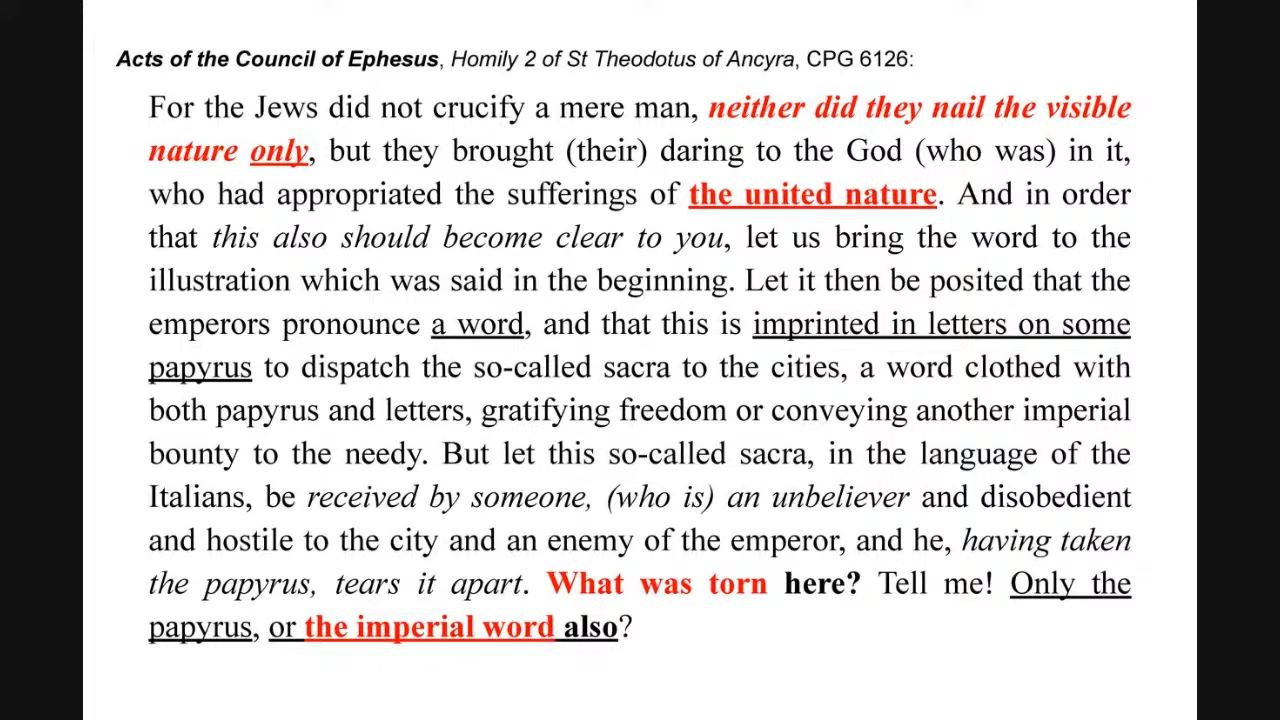 Acts of the Council of Ephesus, Homily 2 of St Theodotus of Ancyra, CPG 6126:
For the Jews did not crucify a mere man, neither did they nail the visible
nature only, but they brought (their) daring to the God (who was) in it,
who had appropriated the sufferings of the united nature. And in order
that this also should become clear to you, let us bring the word to the
illustration which was said in the beginning. Let it then be posited that the
emperors pronounce a word, and that this is imprinted in letters on some
papyrus to dispatch the so-called sacra to the cities, a word clothed with
both papyrus and letters, gratifying freedom or conveying another imperial
bounty to the needy. But let this so-called sacra, in the language of the
Italians, be received by someone, (who is) an unbeliever and disobedient
and hostile to the city and an enemy of the emperor, and he, having taken
the papyrus, tears it apart. What was torn here? Tell me! Only the
papyrus, or the imperial word also?